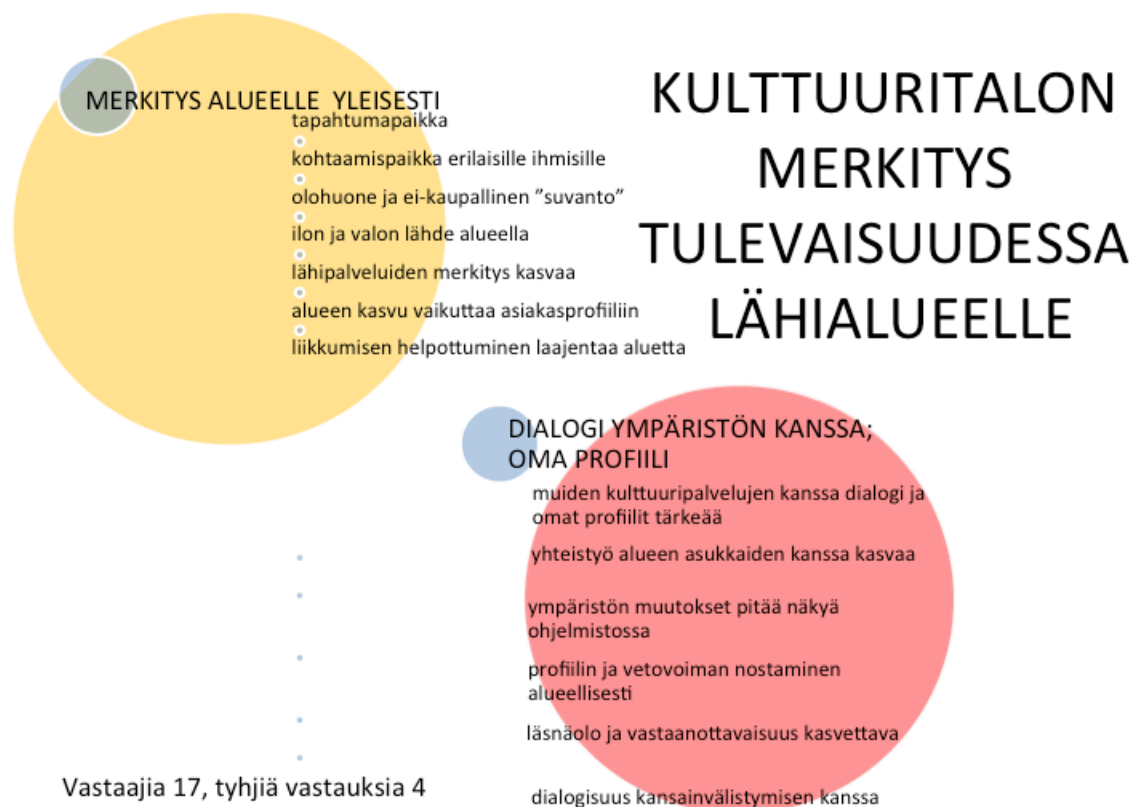 KULTTUURITALON
MERKITYS
TULEVAISUUDESSA
LÄHIALUEELLE
MERKITYS ALUEELLE YLEISESTI
tapahtumapaikka
kohtaamispaikka erilaisille ihmisille
olohuone ja ei-kaupallinen ”suvanto”
ilon ja valon lähde alueella
lähipalveluiden merkitys kasvaa
alueen kasvu vaikuttaa asiakasprofiiliin
liikkumisen helpottuminen laajentaa aluetta
DIALOGI YMPÄRISTÖN KANSSA;
OMA PROFIILI
muiden kulttuuripalvelujen kanssa dialogi ja
omat profiilit tärkeää
yhteistyö alueen asukkaiden kanssa kasvaa
ympäristön muutokset pitää näkyä
ohjelmistossa
profiilin ja vetovoiman nostaminen
alueellisesti
läsnäolo ja vastaanottavaisuus kasvettava
dialogisuus kansainvälistymisen kanssa
Vastaajia 17, tyhjiä vastauksia 4